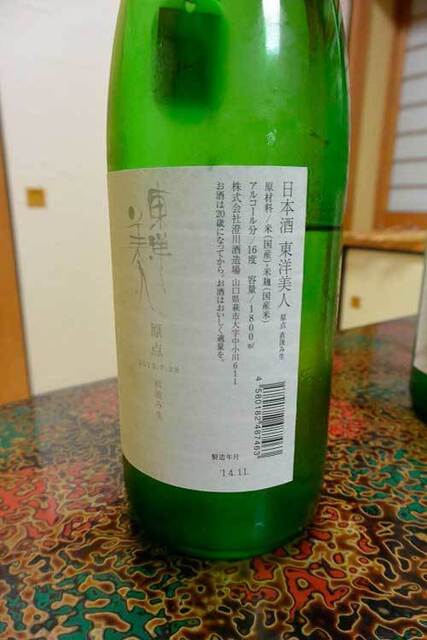 日本酒 東洋美人 原点 直汲み生
原材料/米(国産)・米麹(国産米)
アルコール分/16度 容量/1800ml
株式会社澄川酒造場 山口県萩市大字中小川611
お酒は20歳になってから。お酒はおいしく適量を。
製造年月
'14.11.
東洋
美人
原点
直汲み生